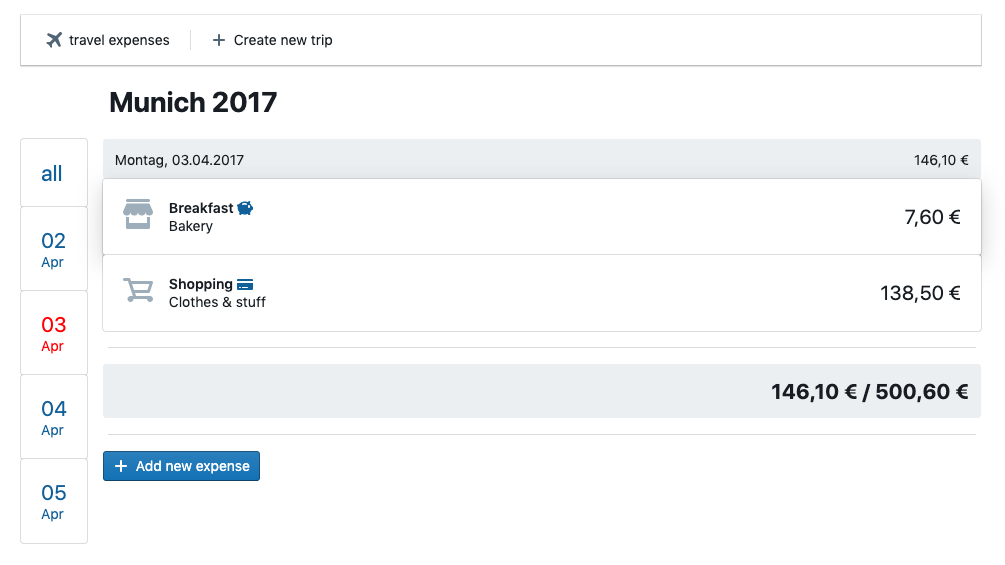 travel expenses
Create new trip
Munich 2017
all
02
Apr
03
Apr
04
Apr
05
Apr
Montag, 03.04.2017 146,10 €
Breakfast
Bakery
7,60 €
Shopping
Clothes & stuff
138,50 €
146,10 € / 500,60 €
Add new expense